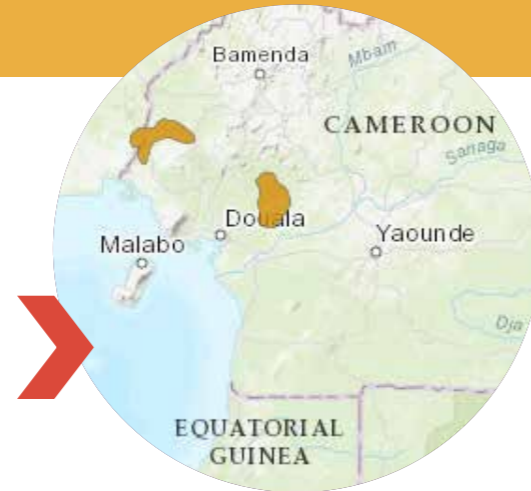 Bamenda
Mbam
CAMEROON
Sanaga
Douala
Malabo
Yaounde
Dja
EQUATORIAL
GUINEA